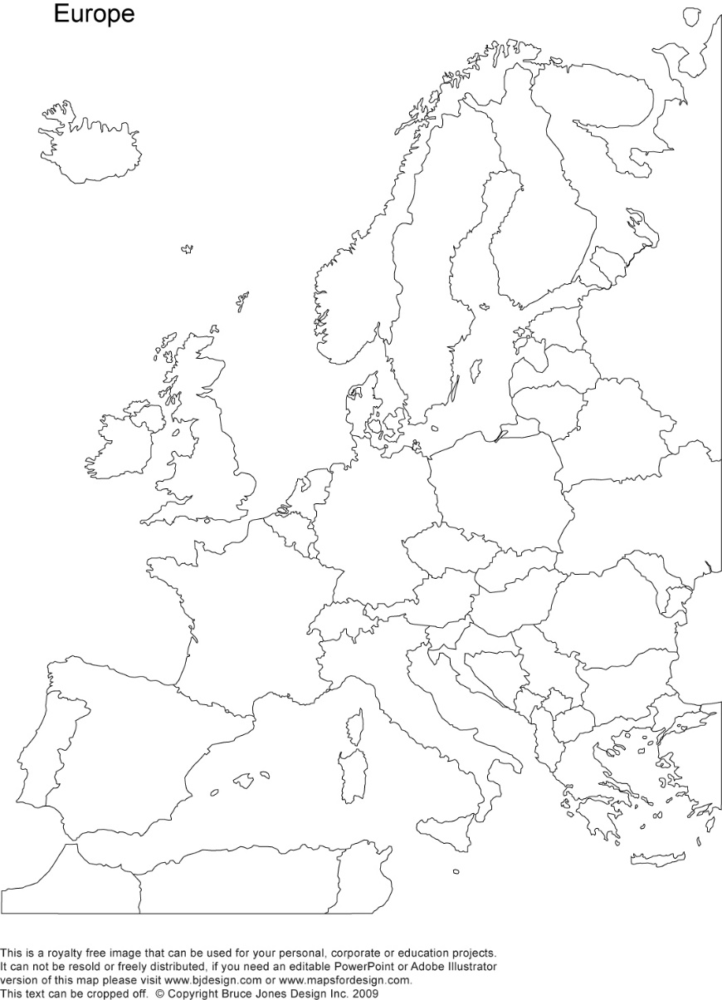 Europe
This is a royalty free image that can be used for your personal, corporate or education projects.
It can not be resold or freely distributed, if you need an editable PowerPoint or Adobe Illustrator
version of this map please visit www.bjdesign.com or www.mapsfordesign.com.
This text can be cropped off. © Copyright Bruce Jones Design Inc. 2009